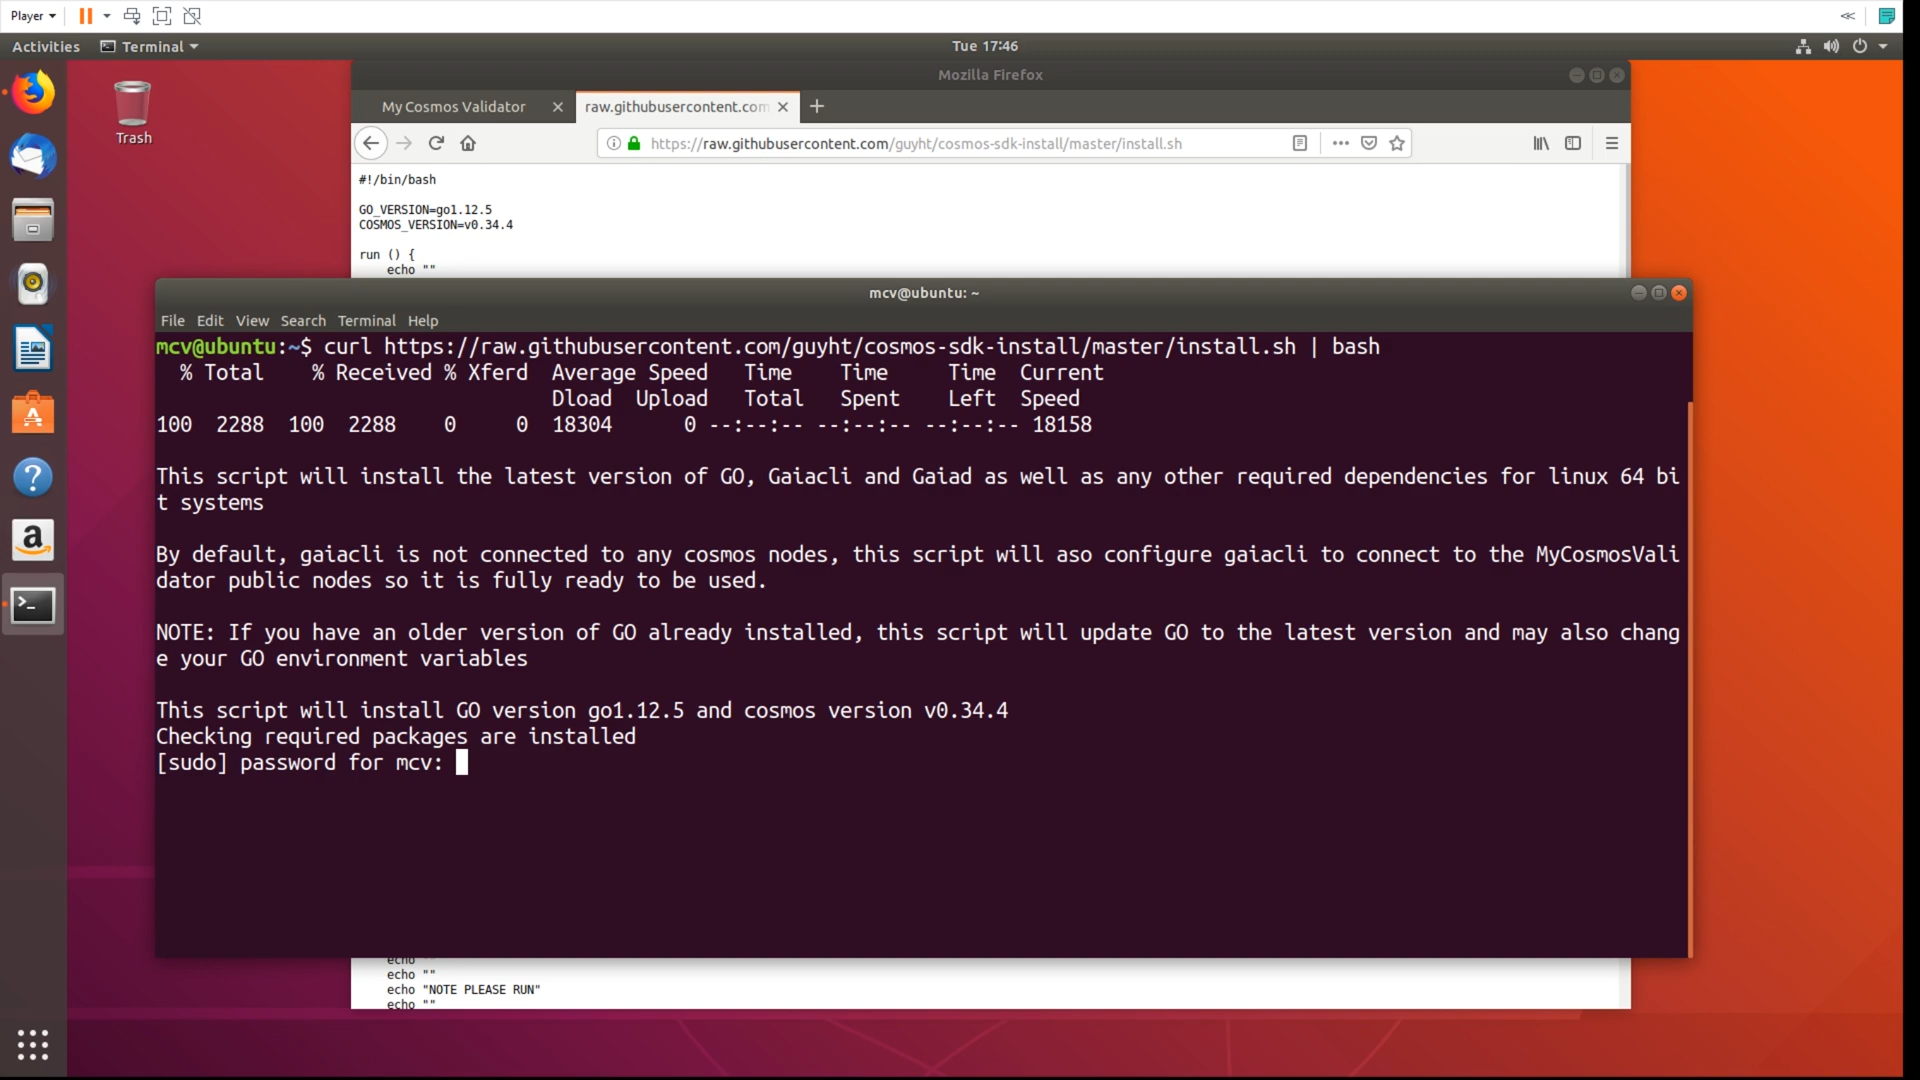 Player
Activities
Terminal
Tue 17:46
Trash
Mozilla Firefox
My Cosmos Validator
raw.githubusercontent.com
https://raw.githubusercontent.com/guyht/cosmos-sdk-install/master/install.sh
#!/bin/bash
GO_VERSION=go1.12.5
COSMOS_VERSION=v0.34.4
run () {
echo ""
mcv@ubuntu: ~
File Edit View Search Terminal Help
mcv@ubuntu:~$ curl https://raw.githubusercontent.com/guyht/cosmos-sdk-install/master/install.sh | bash
% Total % Received % Xferd Average Speed Time Time Time Current
Dload Upload Total Spent Left Speed
100 2288 100 2288 0 0 18304 0 --:--:-- --:--:-- --:--:-- 18158
This script will install the latest version of GO, Gaiacli and Gaiad as well as any other required dependencies for linux 64 bi
t systems
By default, gaiacli is not connected to any cosmos nodes, this script will aso configure gaiacli to connect to the MyCosmosVali
dator public nodes so it is fully ready to be used.
NOTE: If you have an older version of GO already installed, this script will update GO to the latest version and may also chang
e your GO environment variables
This script will install GO version go1.12.5 and cosmos version v0.34.4
Checking required packages are installed
[sudo] password for mcv:
echo ""
echo "NOTE PLEASE RUN"
echo ""